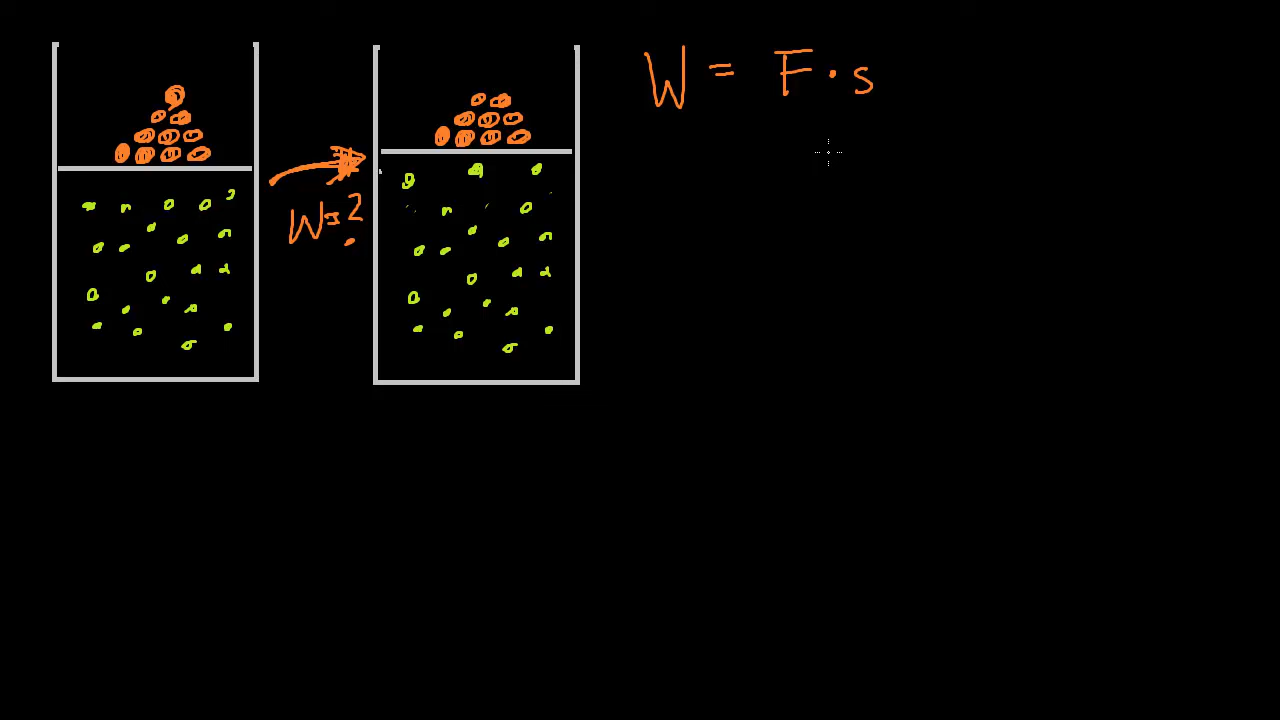 W = F · s
W = ?